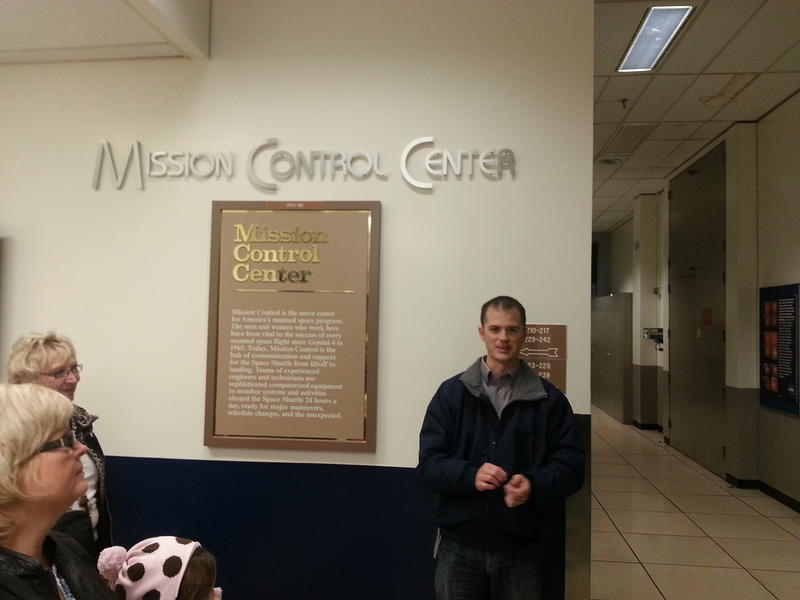 Mission Control Center
Mission
Control
Center
Mission Control is the nerve center
for America's manned space program.
The men and women who work here
have been vital to the success of every
manned space flight since Gemini 4 in
1965. Today, Mission Control is the
hub of communication and support
for the Space Shuttle from liftoff to
landing. Teams of experienced
engineers and technicians use
sophisticated computerized equipment
to monitor systems and activities
aboard the Space Shuttle 24 hours a
day, ready for major maneuvers,
schedule changes, and the unexpected.
210-217
229-242